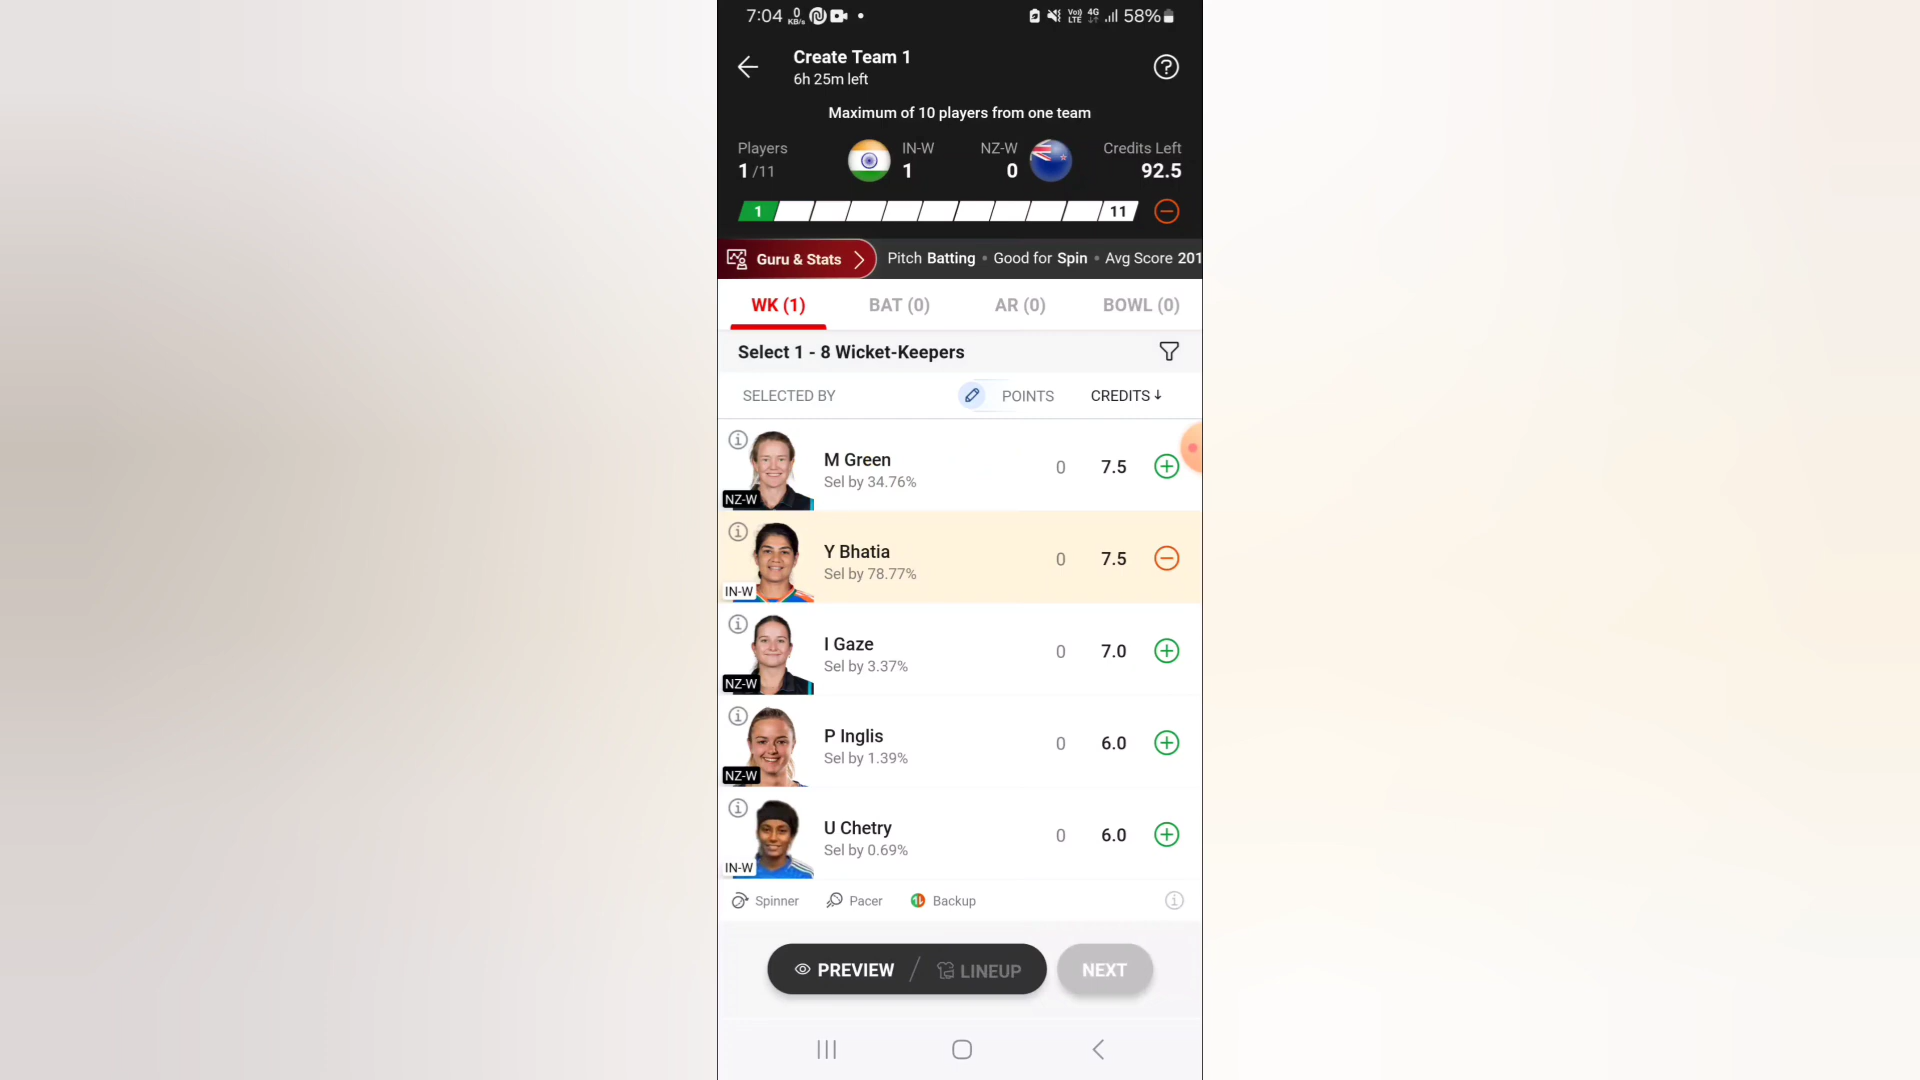 7:04 0 KB/s Vo) LTE 4G 58%
Create Team 1
6h 25m left
Maximum of 10 players from one team
Players IN-W NZ-W Credits Left
1/11 1 0 92.5
1 11
Guru & Stats Pitch Batting • Good for Spin • Avg Score 201
WK (1) BAT (0) AR (0) BOWL (0)
Select 1 - 8 Wicket-Keepers
SELECTED BY POINTS CREDITS↓
M Green
Sel by 34.76% 0 7.5
NZ-W
Y Bhatia
Sel by 78.77% 0 7.5
IN-W
I Gaze
Sel by 3.37% 0 7.0
NZ-W
P Inglis
Sel by 1.39% 0 6.0
NZ-W
U Chetry
Sel by 0.69% 0 6.0
IN-W
Spinner Pacer Backup
PREVIEW / LINEUP NEXT